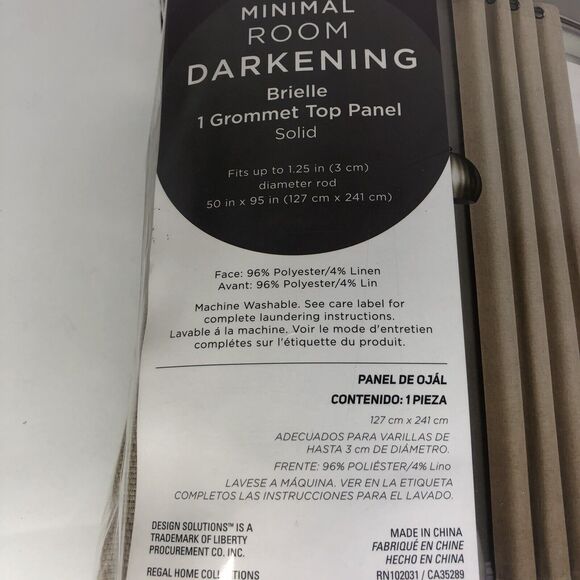 MINIMAL
ROOM
DARKENING
Brielle
1 Grommet Top Panel
Solid
Fits up to 1.25 in (3 cm)
diameter rod
50 in x 95 in (127 cm x 241 cm)
Face: 96% Polyester/4% Linen
Avant: 96% Polyester/4% Lin
Machine Washable. See care label for
complete laundering instructions.
Lavable á la machine. Voir le mode d'entretien
complétes sur l'étiquette du produit.
PANEL DE OJÁL
CONTENIDO: 1 PIEZA
127 cm x 241 cm
ADECUADOS PARA VARILLAS DE
HASTA 3 cm DE DIÁMETRO.
FRENTE: 96% POLIÉSTER/4% Lino
LAVESE A MÁQUINA. VER EN LA ETIQUETA
COMPLETOS LAS INSTRUCCIONES PARA EL LAVADO.
DESIGN SOLUTIONS™ IS A
TRADEMARK OF LIBERTY
PROCUREMENT CO. INC.
REGAL HOME COLLECTIONS
MADE IN CHINA
FABRIQUÉ EN CHINE
HECHO EN CHINA
RN102031 / CA35289